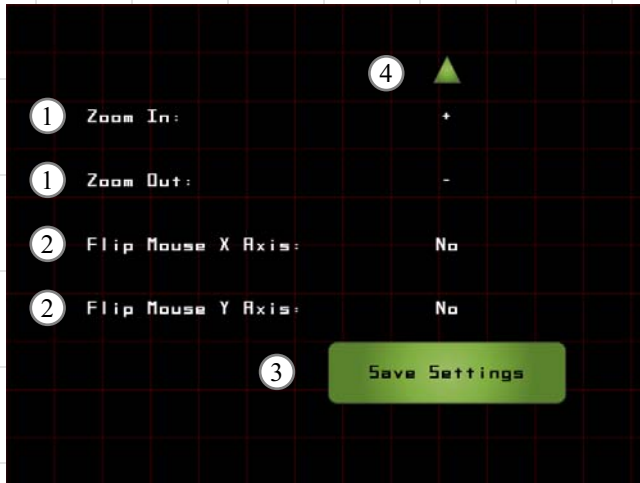 4
1 Zoom In: +
1 Zoom Out: -
2 Flip Mouse X Axis: No
2 Flip Mouse Y Axis: No
3 Save Settings